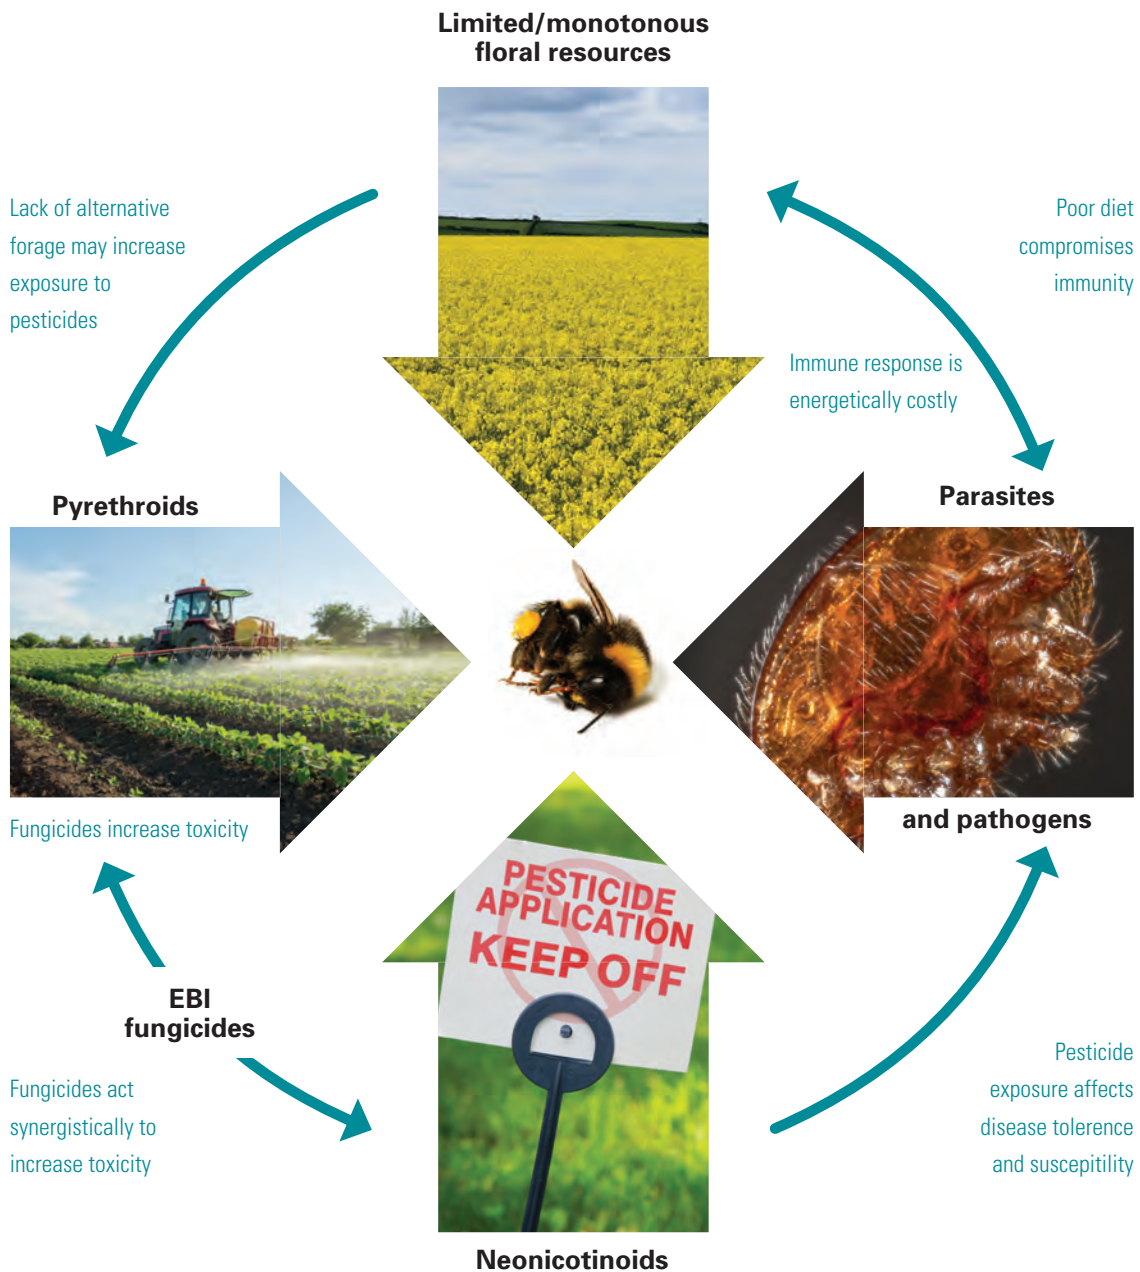 Limited/monotonous
floral resources
Lack of alternative
forage may increase
exposure to
pesticides
Poor diet
compromises
immunity
Immune response is
energetically costly
Pyrethroids
Parasites
Fungicides increase toxicity
and pathogens
PESTICIDE
APPLICATION
KEEP OFF
EBI
fungicides
Fungicides act
synergistically to
increase toxicity
Pesticide
exposure affects
disease tolerence
and suscepitility
Neonicotinoids